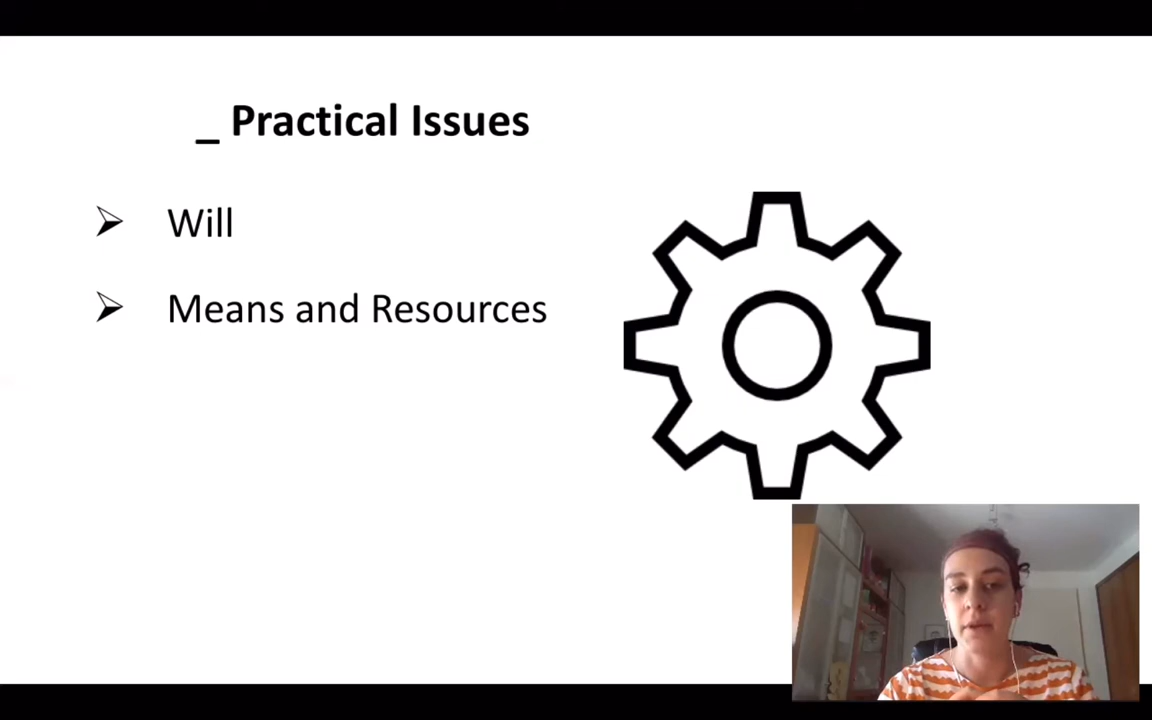 _ Practical Issues
➢ Will
➢ Means and Resources